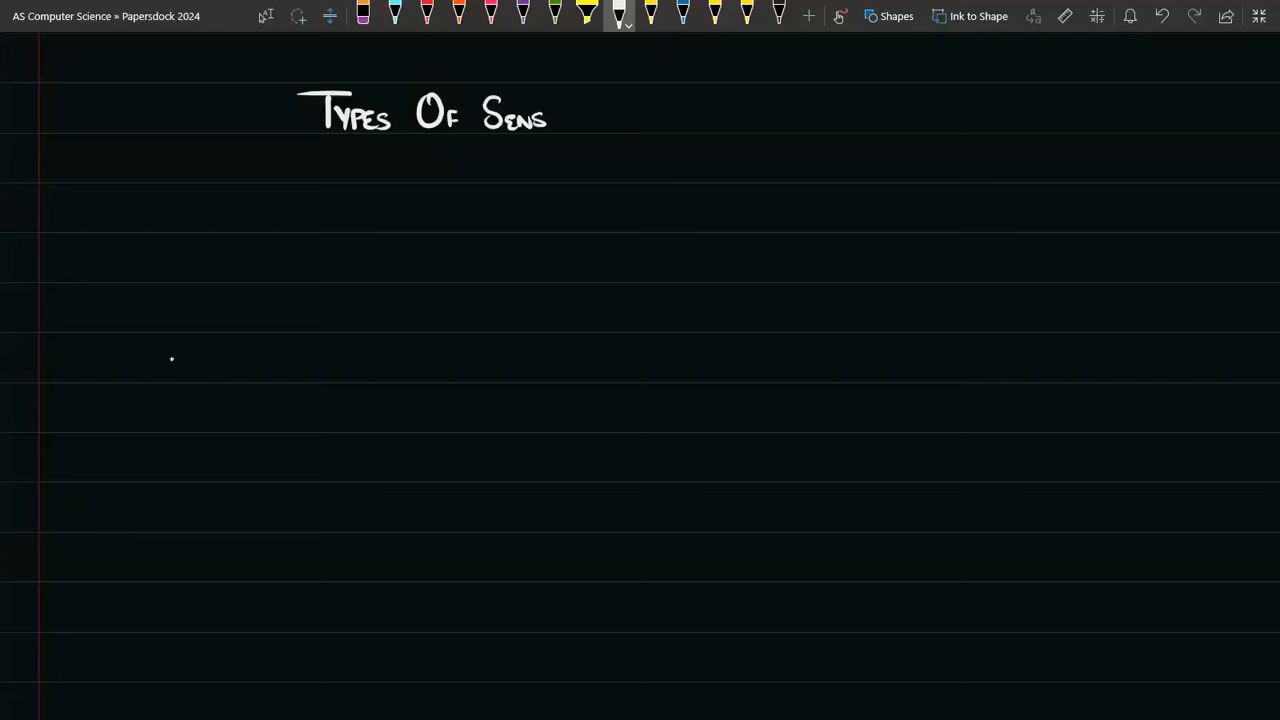 AS Computer Science » Papersdock 2024
Shapes
Ink to Shape
TYPES OF SENS